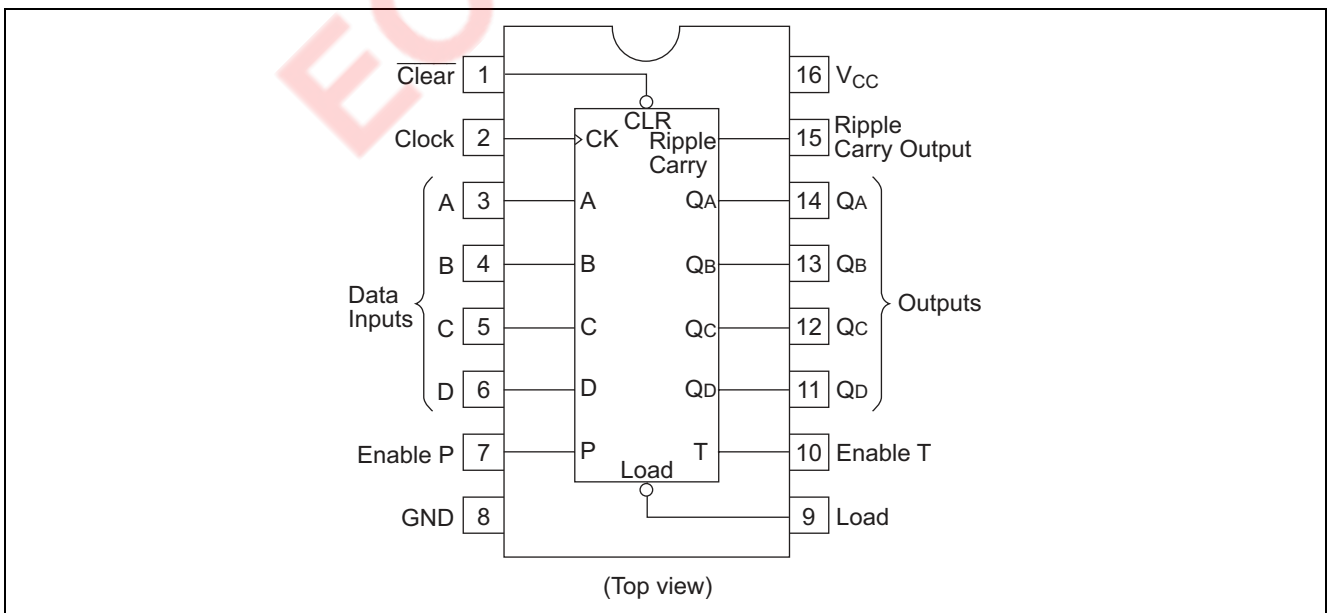 EC
Clear 1 16 VCC
CLR
Clock 2 CK Ripple Carry 15 Ripple Carry Output
A 3 A QA 14 QA
B 4 B QB 13 QB
Data Inputs
Outputs
C 5 C QC 12 QC
D 6 D QD 11 QD
Enable P 7 P T 10 Enable T
Load
GND 8 9 Load
(Top view)